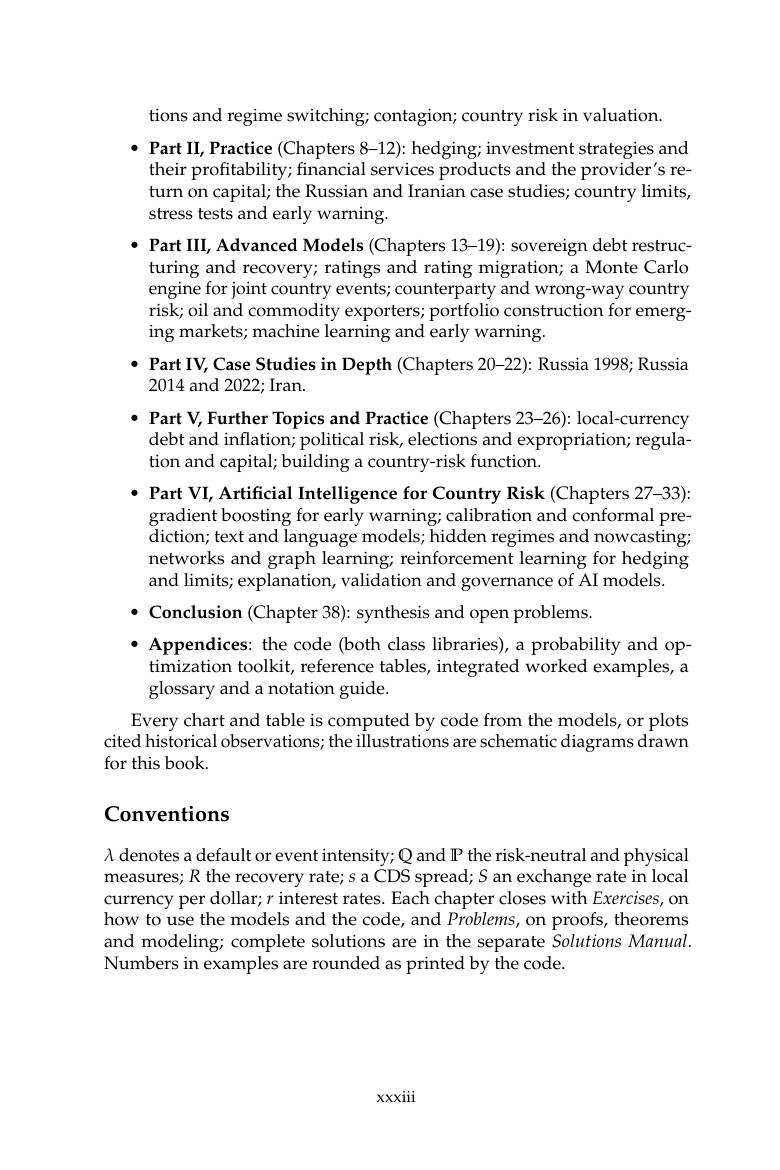 tions and regime switching; contagion; country risk in valuation.
• Part II, Practice (Chapters 8–12): hedging; investment strategies and
their profitability; financial services products and the provider's re-
turn on capital; the Russian and Iranian case studies; country limits,
stress tests and early warning.
• Part III, Advanced Models (Chapters 13–19): sovereign debt restruc-
turing and recovery; ratings and rating migration; a Monte Carlo
engine for joint country events; counterparty and wrong-way country
risk; oil and commodity exporters; portfolio construction for emerg-
ing markets; machine learning and early warning.
• Part IV, Case Studies in Depth (Chapters 20–22): Russia 1998; Russia
2014 and 2022; Iran.
• Part V, Further Topics and Practice (Chapters 23–26): local-currency
debt and inflation; political risk, elections and expropriation; regula-
tion and capital; building a country-risk function.
• Part VI, Artificial Intelligence for Country Risk (Chapters 27–33):
gradient boosting for early warning; calibration and conformal pre-
diction; text and language models; hidden regimes and nowcasting;
networks and graph learning; reinforcement learning for hedging
and limits; explanation, validation and governance of AI models.
• Conclusion (Chapter 38): synthesis and open problems.
• Appendices: the code (both class libraries), a probability and op-
timization toolkit, reference tables, integrated worked examples, a
glossary and a notation guide.
Every chart and table is computed by code from the models, or plots
cited historical observations; the illustrations are schematic diagrams drawn
for this book.
Conventions
λ denotes a default or event intensity; ℚ and ℙ the risk-neutral and physical
measures; R the recovery rate; s a CDS spread; S an exchange rate in local
currency per dollar; r interest rates. Each chapter closes with Exercises, on
how to use the models and the code, and Problems, on proofs, theorems
and modeling; complete solutions are in the separate Solutions Manual.
Numbers in examples are rounded as printed by the code.
xxxiii